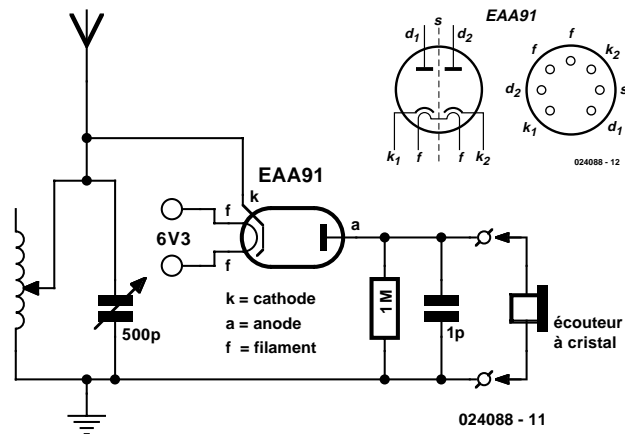 EAA91
d1
s
d2
f
f
k2
d2
s
k1
d1
k1
f
f
k2
024088 - 12
EAA91
k
f
a
6V3
f
k = cathode
a = anode
f = filament
500p
1M
1p
écouteur
à cristal
024088 - 11